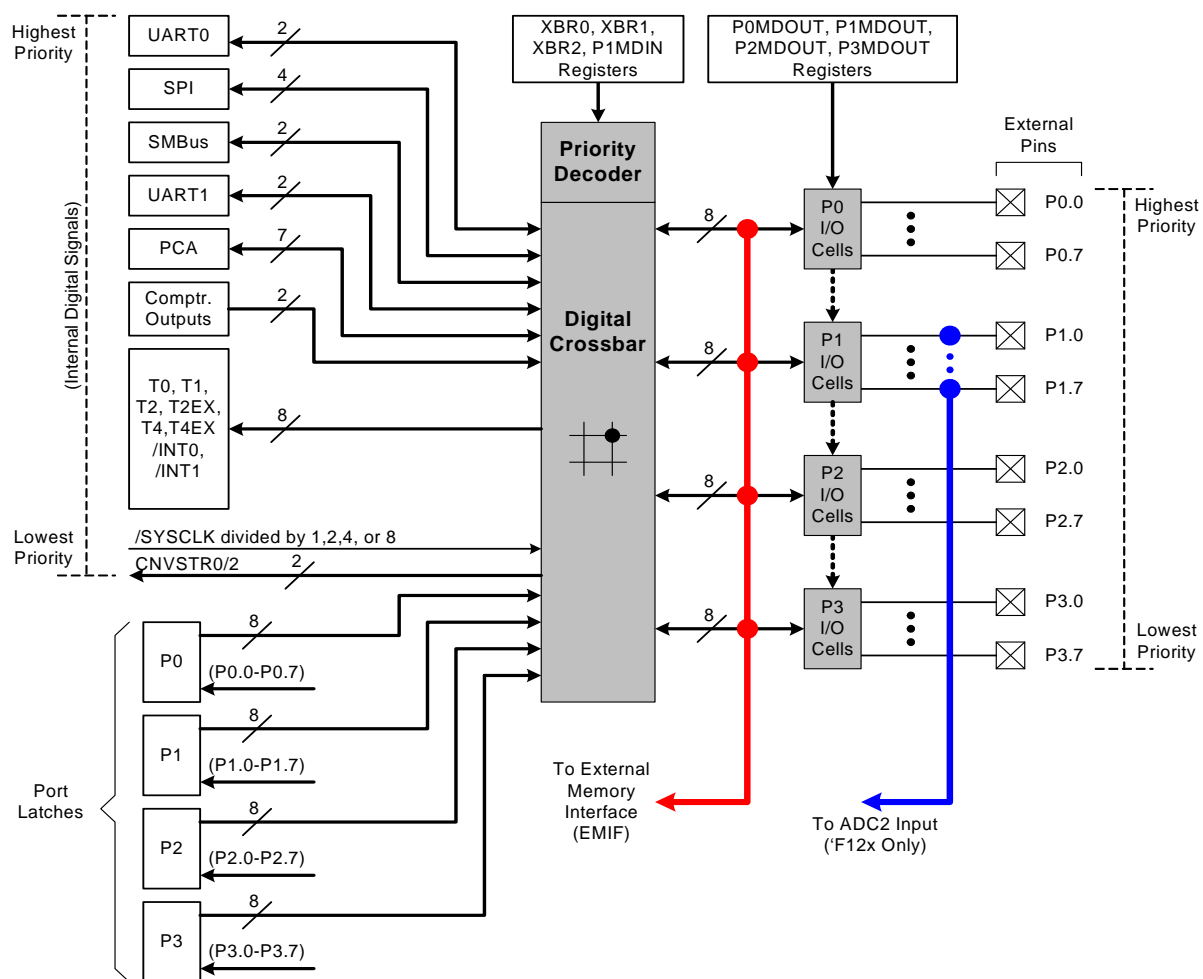 Highest
Priority
UART0
2
SPI
4
SMBus
2
UART1
2
PCA
7
Comptr.
Outputs
2
T0, T1,
T2, T2EX,
T4,T4EX
/INT0,
/INT1
8
(Internal Digital Signals)
Lowest
Priority
/SYSCLK divided by 1,2,4, or 8
CNVSTR0/2
2
Port
Latches
P0
8
(P0.0-P0.7)
P1
8
(P1.0-P1.7)
P2
8
(P2.0-P2.7)
P3
8
(P3.0-P3.7)
XBR0, XBR1,
XBR2, P1MDIN
Registers
Priority
Decoder
Digital
Crossbar
P0MDOUT, P1MDOUT,
P2MDOUT, P3MDOUT
Registers
8
8
8
8
P0
I/O
Cells
P1
I/O
Cells
P2
I/O
Cells
P3
I/O
Cells
External
Pins
P0.0
P0.7
P1.0
P1.7
P2.0
P2.7
P3.0
P3.7
Highest
Priority
Lowest
Priority
To External
Memory
Interface
(EMIF)
To ADC2 Input
(‘F12x Only)